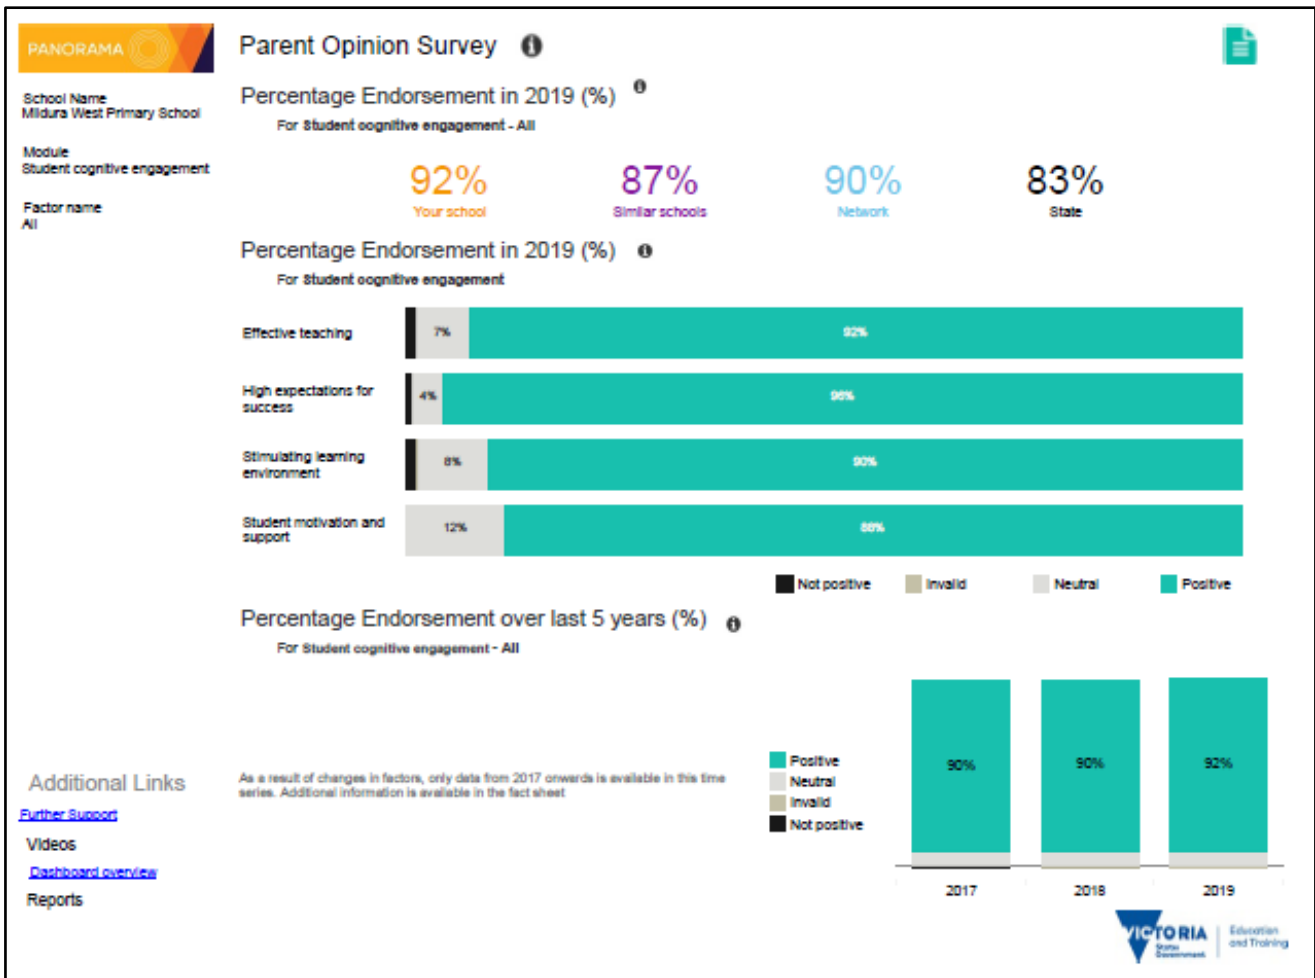 PANORAMA
Parent Opinion Survey
School Name
Mildura West Primary School
Module
Student cognitive engagement
Factor name
All
Percentage Endorsement in 2019 (%)
For Student cognitive engagement - All
92%
Your school
87%
Similar schools
90%
Network
83%
State
Percentage Endorsement in 2019 (%)
For Student cognitive engagement
Effective teaching
7%
92%
High expectations for
success
4%
96%
Stimulating learning
environment
8%
90%
Student motivation and
support
12%
88%
Not positive
Invalid
Neutral
Positive
Percentage Endorsement over last 5 years (%)
For Student cognitive engagement - All
As a result of changes in factors, only data from 2017 onwards is available in this time
series. Additional information is available in the fact sheet
Positive
Neutral
Invalid
Not positive
90%
90%
92%
2017
2018
2019
Additional Links
Further Support
Videos
Dashboard overview
Reports
VICTORIA
State
Government
Education
and Training